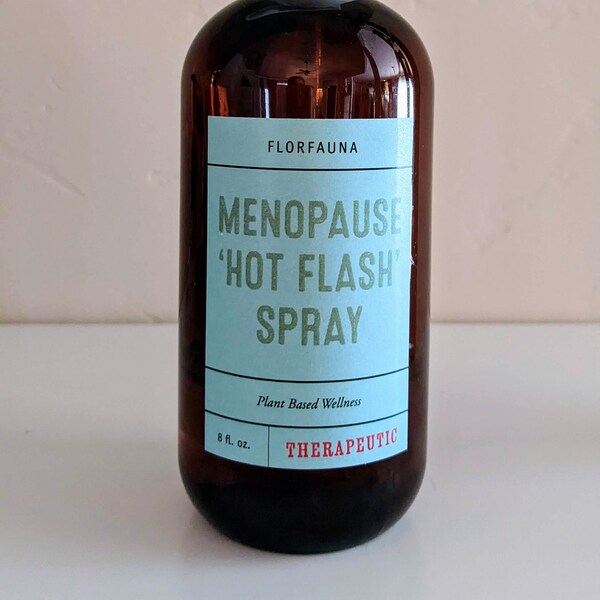 FLORFAUNA
MENOPAUSE
'HOT FLASH'
SPRAY
Plant Based Wellness
8 fl. oz.
THERAPEUTIC